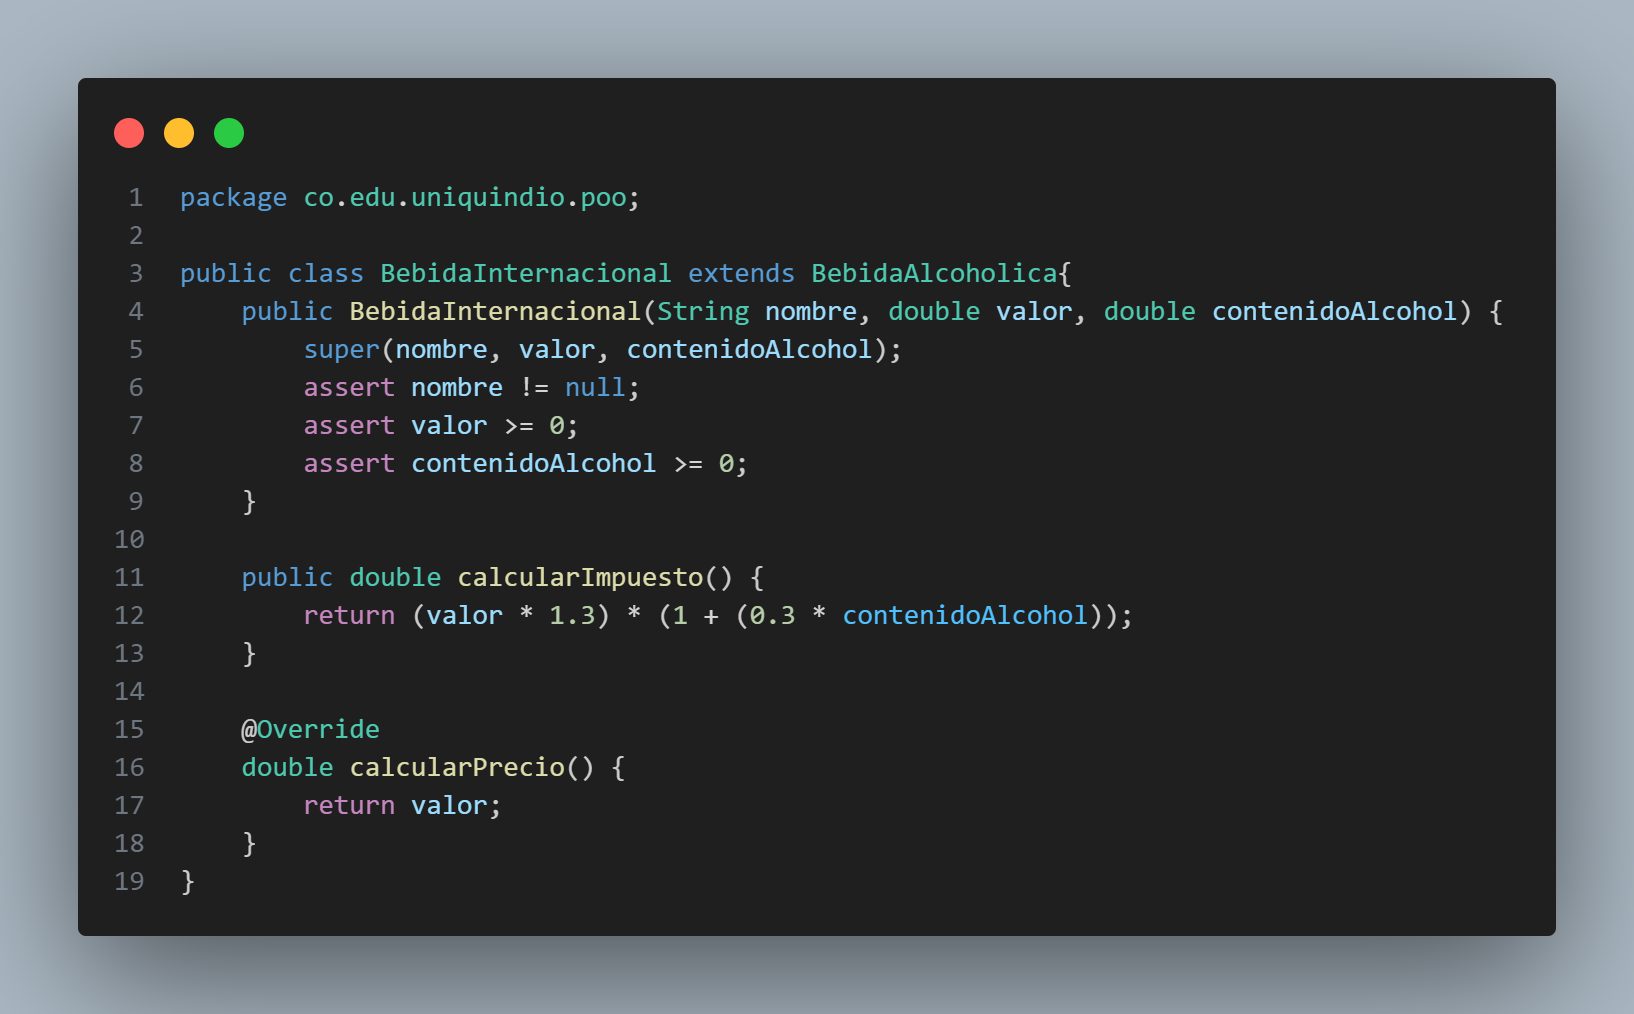 1 package co.edu.uniquindio.poo;
2
3 public class BebidaInternacional extends BebidaAlcoholica{
4     public BebidaInternacional(String nombre, double valor, double contenidoAlcohol) {
5         super(nombre, valor, contenidoAlcohol);
6         assert nombre != null;
7         assert valor >= 0;
8         assert contenidoAlcohol >= 0;
9     }
10
11     public double calcularImpuesto() {
12         return (valor * 1.3) * (1 + (0.3 * contenidoAlcohol));
13     }
14
15     @Override
16     double calcularPrecio() {
17         return valor;
18     }
19 }